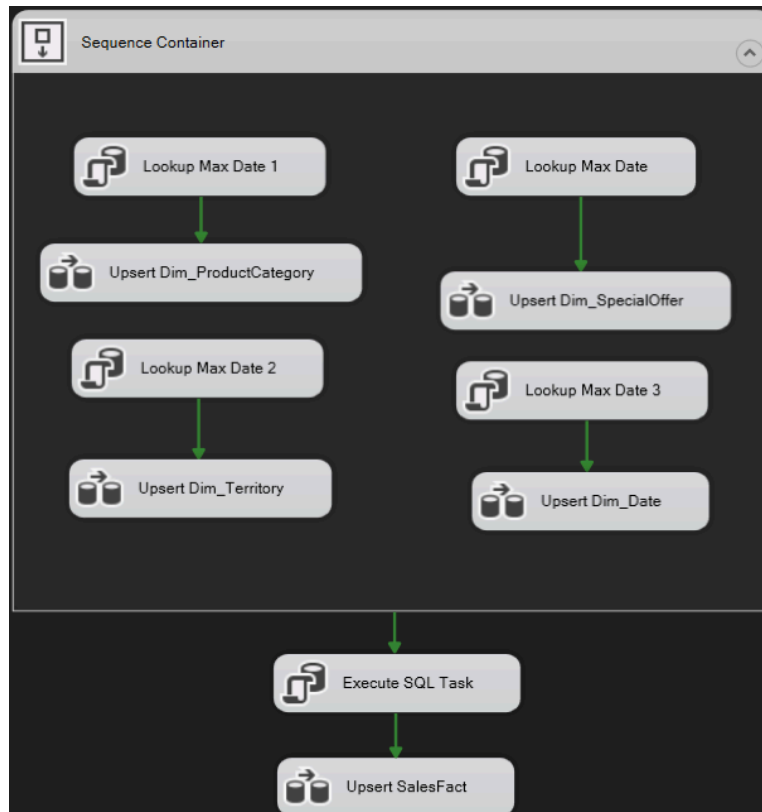 Sequence Container
Lookup Max Date 1
Lookup Max Date
Upsert Dim_ProductCategory
Upsert Dim_SpecialOffer
Lookup Max Date 2
Lookup Max Date 3
Upsert Dim_Territory
Upsert Dim_Date
Execute SQL Task
Upsert SalesFact